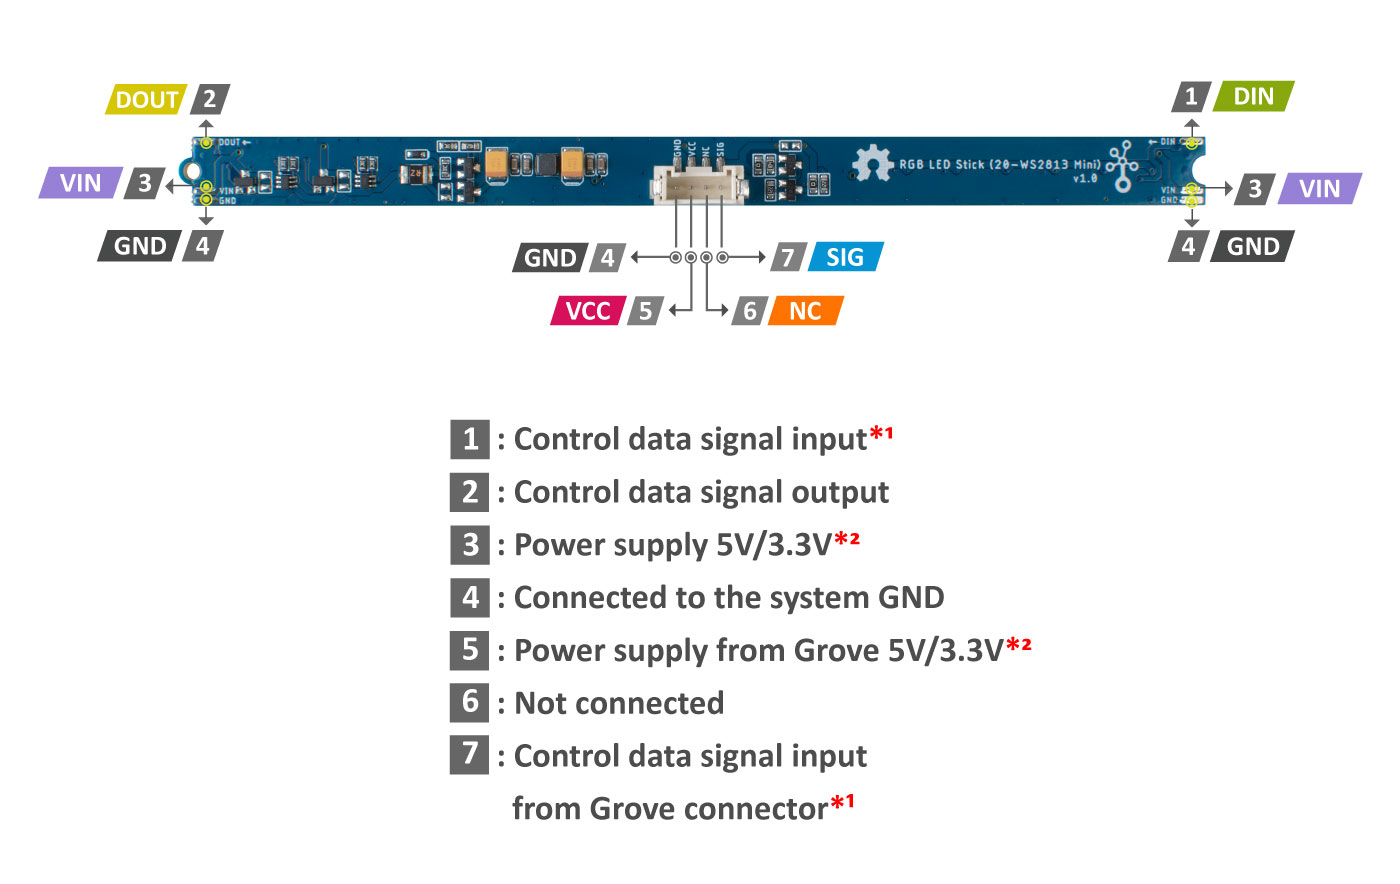 DOUT 2
1 DIN
DOUT ←
GND
VCC
NC
SIG
← DIN
RGB LED Stick (20-WS2813 Mini)
v1.0
VIN 3
VIN
GND
VIN
GND
3 VIN
GND 4
4 GND
GND 4
7 SIG
VCC 5
6 NC
1 : Control data signal input*¹
2 : Control data signal output
3 : Power supply 5V/3.3V*²
4 : Connected to the system GND
5 : Power supply from Grove 5V/3.3V*²
6 : Not connected
7 : Control data signal input
from Grove connector*¹